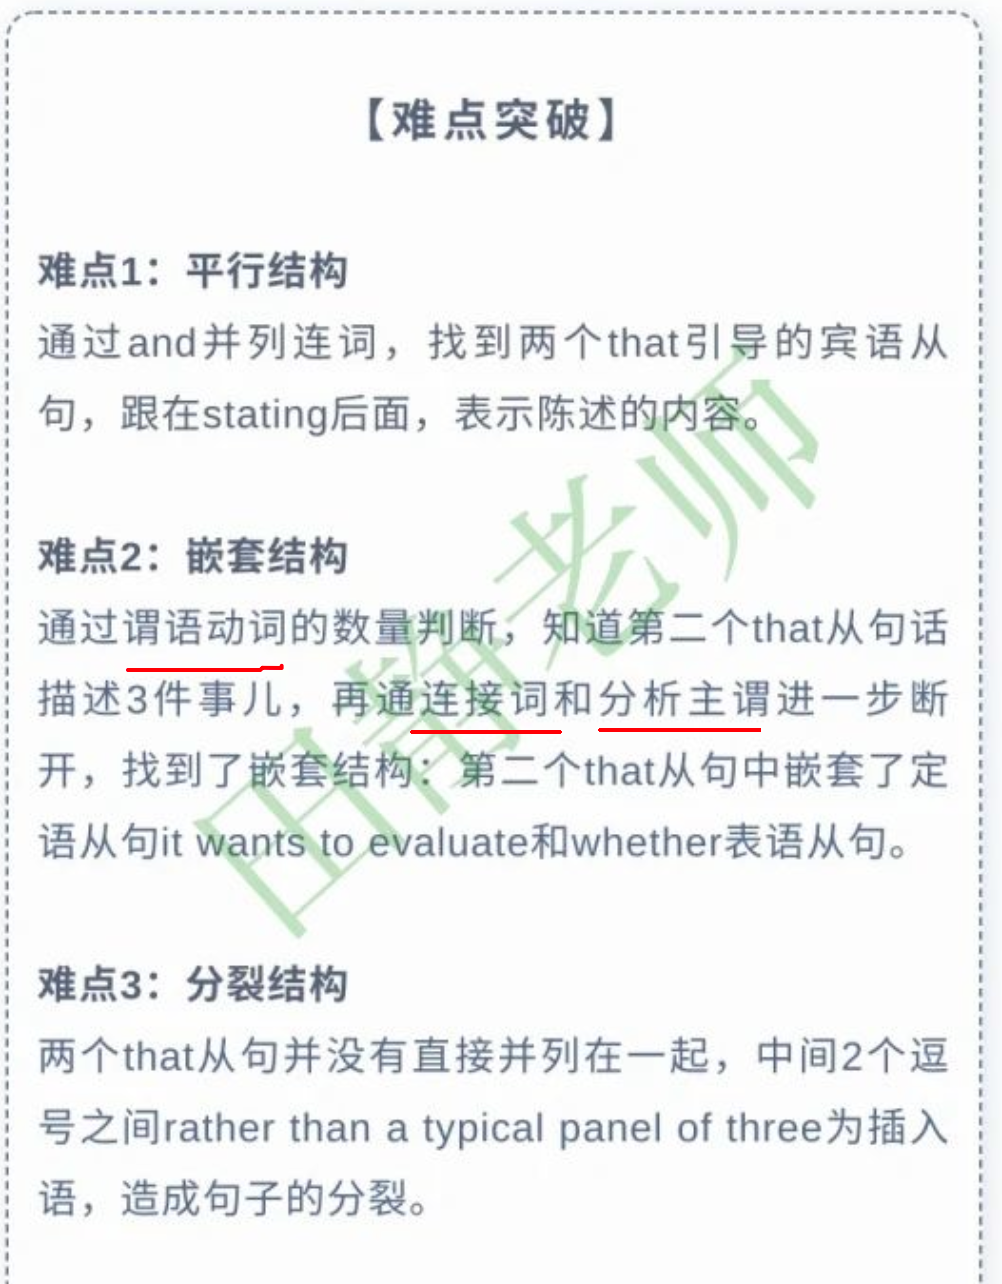 【难点突破】
难点1：平行结构
通过and并列连词，找到两个that引导的宾语从
句，跟在stating后面，表示陈述的内容。
难点2：嵌套结构
通过谓语动词的数量判断，知道第二个that从句话
描述3件事儿，再通连接词和分析主谓进一步断
开，找到了嵌套结构：第二个that从句中嵌套了定
语从句it wants to evaluate和whether表语从句。
难点3：分裂结构
两个that从句并没有直接并列在一起，中间2个逗
号之间rather than a typical panel of three为插入
语，造成句子的分裂。
田静老师